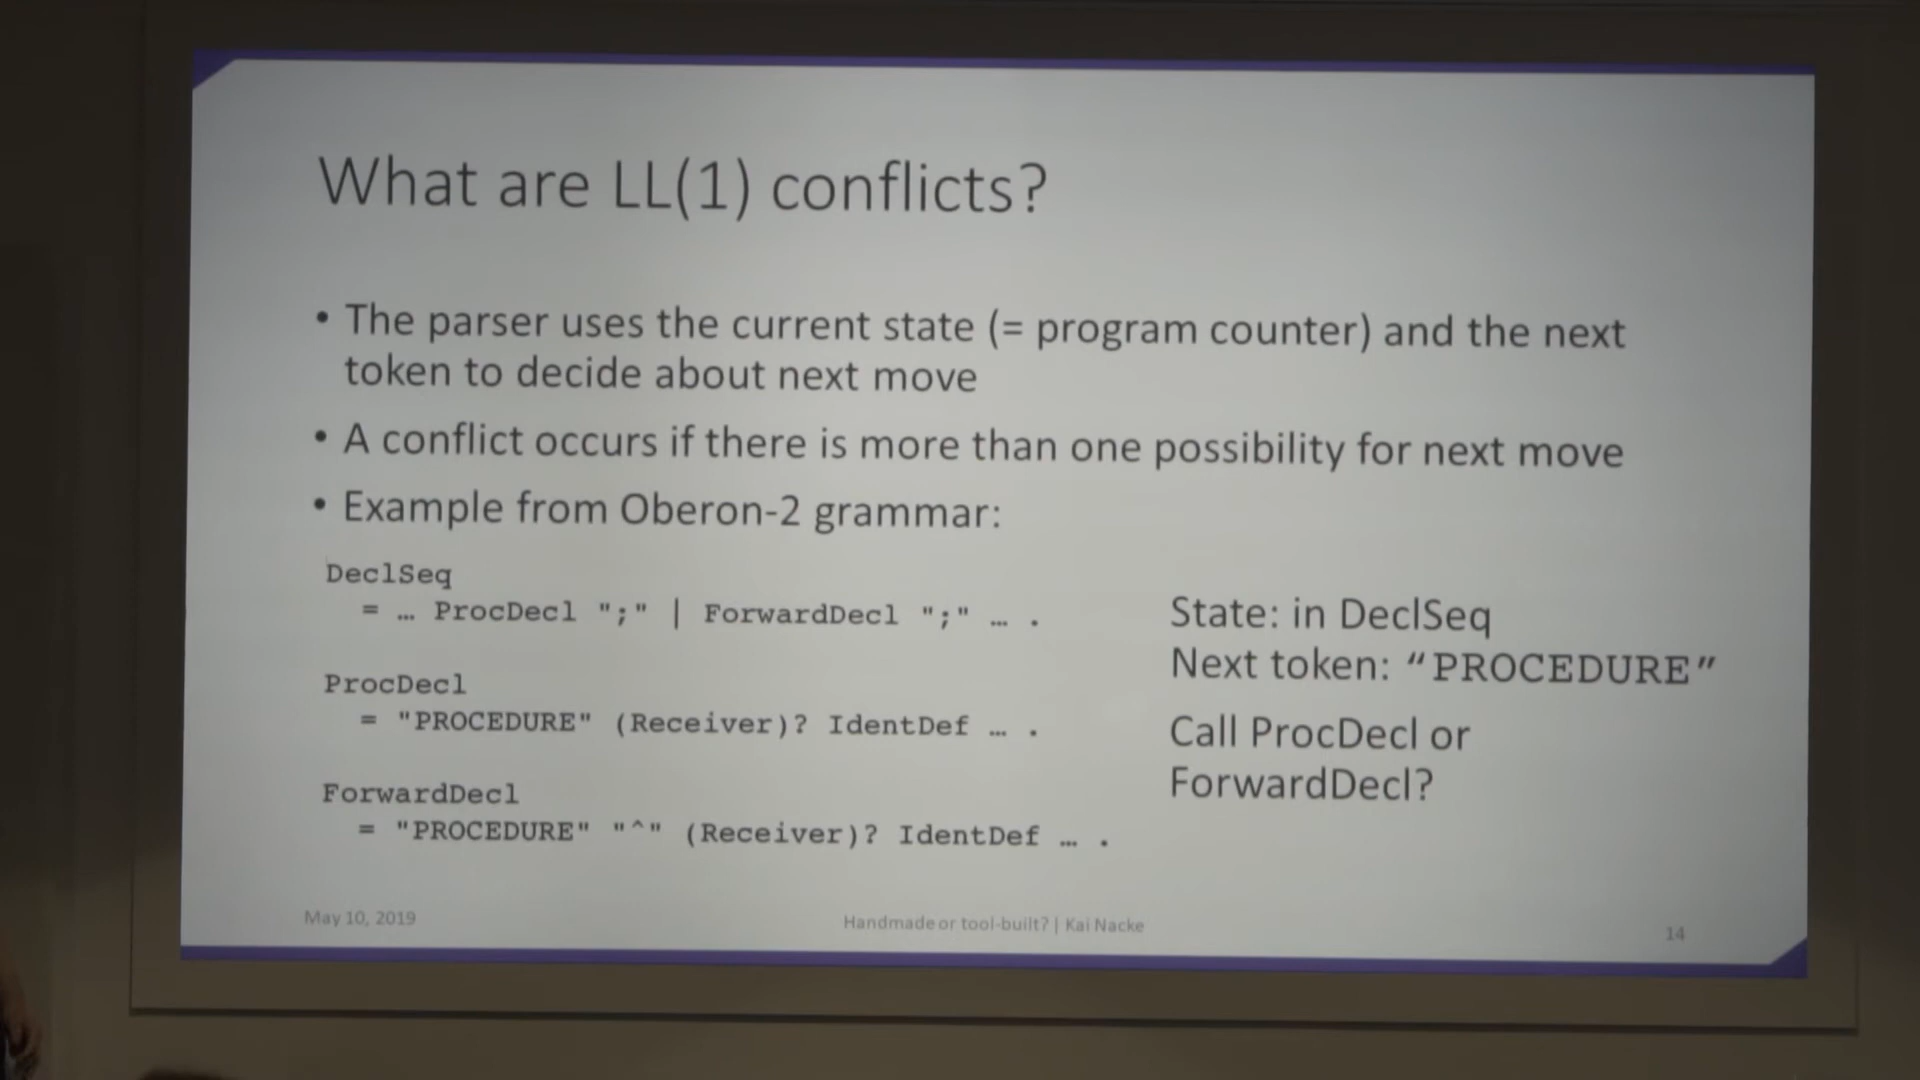 What are LL(1) conflicts?
• The parser uses the current state (= program counter) and the next
token to decide about next move
• A conflict occurs if there is more than one possibility for next move
• Example from Oberon-2 grammar:
DeclSeq
= … ProcDecl ";" | ForwardDecl ";" … .
ProcDecl
= "PROCEDURE" (Receiver)? IdentDef … .
ForwardDecl
= "PROCEDURE" "^" (Receiver)? IdentDef … .
State: in DeclSeq
Next token: “PROCEDURE”
Call ProcDecl or
ForwardDecl?
May 10, 2019
Handmade or tool-built? | Kai Nacke
14